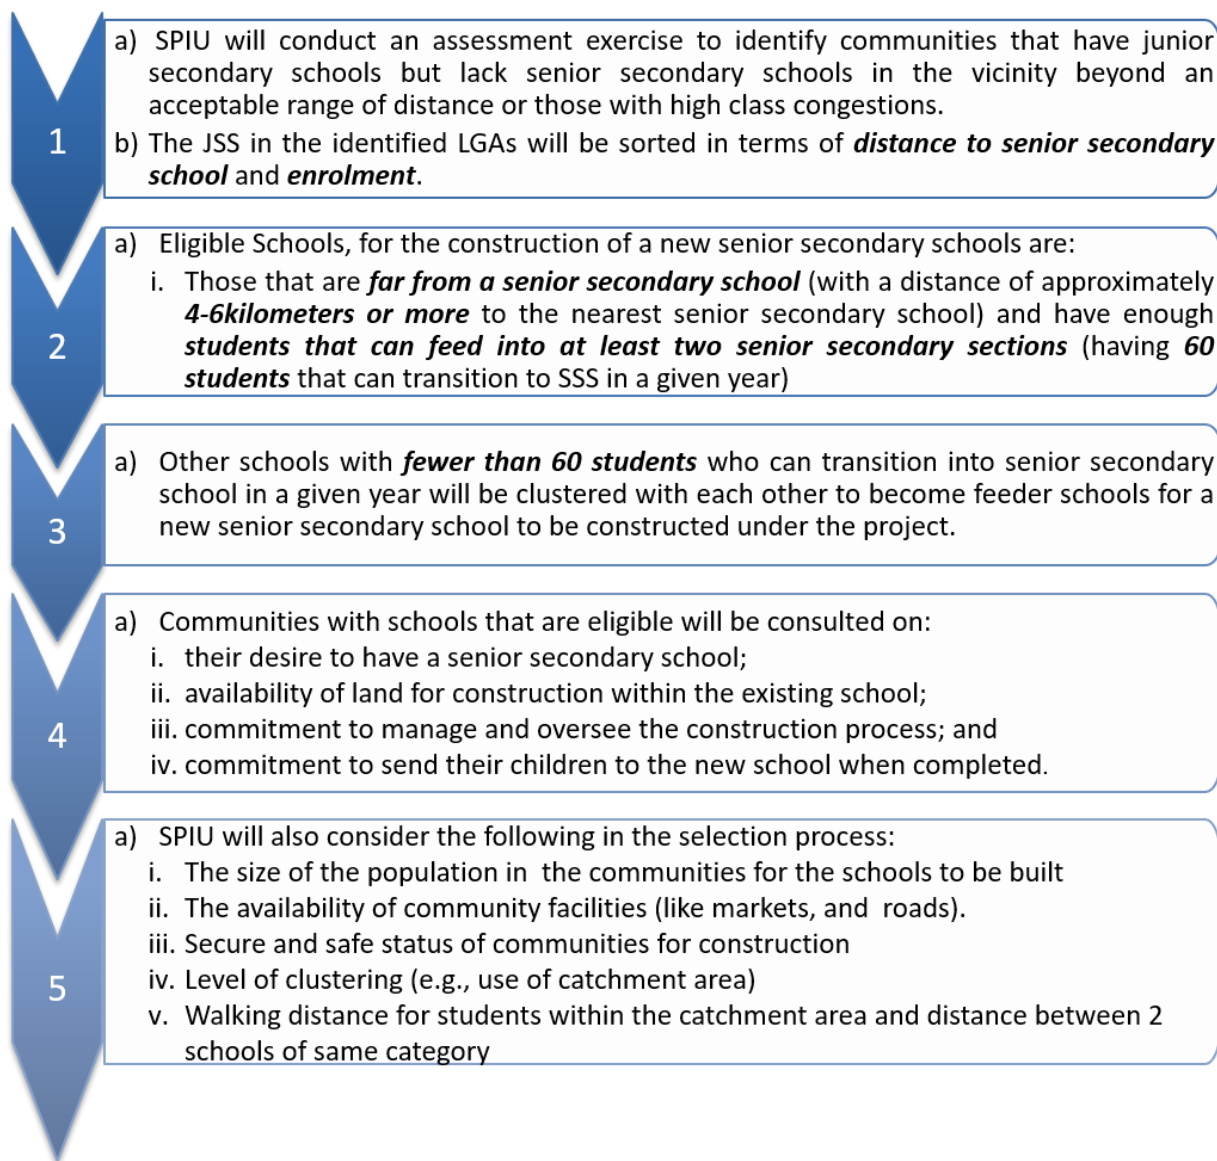 1
a) SPIU will conduct an assessment exercise to identify communities that have junior
secondary schools but lack senior secondary schools in the vicinity beyond an
acceptable range of distance or those with high class congestions.
b) The JSS in the identified LGAs will be sorted in terms of distance to senior secondary
school and enrolment.
2
a) Eligible Schools, for the construction of a new senior secondary schools are:
i. Those that are far from a senior secondary school (with a distance of approximately
4-6kilometers or more to the nearest senior secondary school) and have enough
students that can feed into at least two senior secondary sections (having 60
students that can transition to SSS in a given year)
3
a) Other schools with fewer than 60 students who can transition into senior secondary
school in a given year will be clustered with each other to become feeder schools for a
new senior secondary school to be constructed under the project.
4
a) Communities with schools that are eligible will be consulted on:
i. their desire to have a senior secondary school;
ii. availability of land for construction within the existing school;
iii. commitment to manage and oversee the construction process; and
iv. commitment to send their children to the new school when completed.
5
a) SPIU will also consider the following in the selection process:
i. The size of the population in the communities for the schools to be built
ii. The availability of community facilities (like markets, and roads).
iii. Secure and safe status of communities for construction
iv. Level of clustering (e.g., use of catchment area)
v. Walking distance for students within the catchment area and distance between 2
schools of same category